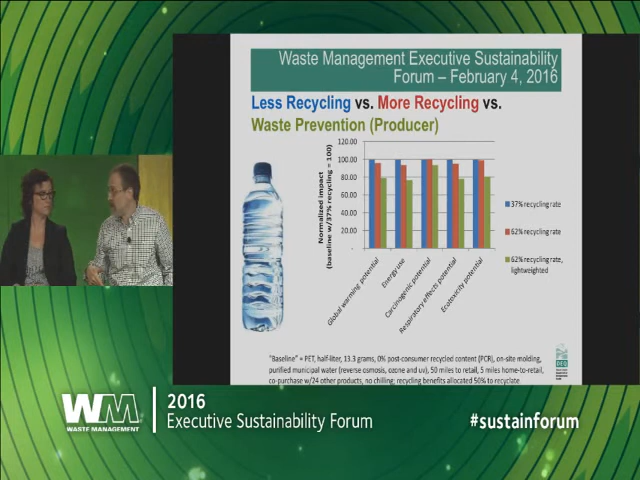 Waste Management Executive Sustainability
Forum – February 4, 2016
Less Recycling vs. More Recycling vs.
Waste Prevention (Producer)
Normalized Impact
(baseline w/37% recycling = 100)
120.00
100.00
80.00
60.00
40.00
20.00
-
Global warming potential
Energy use
Carcinogenic potential
Respiratory effects potential
Ecotoxicity potential
37% recycling rate
62% recycling rate
62% recycling rate,
lightweighted
"Baseline" = PET, half-liter, 13.3 grams, 0% post-consumer recycled content (PCR), on-site molding,
purified municipal water (reverse osmosis, ozone and uv), 50 miles to retail, 5 miles home-to-retail,
co-purchase w/24 other products, no chilling; recycling benefits allocated 50% to recyclate.
WM
WASTE MANAGEMENT
2016
Executive Sustainability Forum
#sustainforum